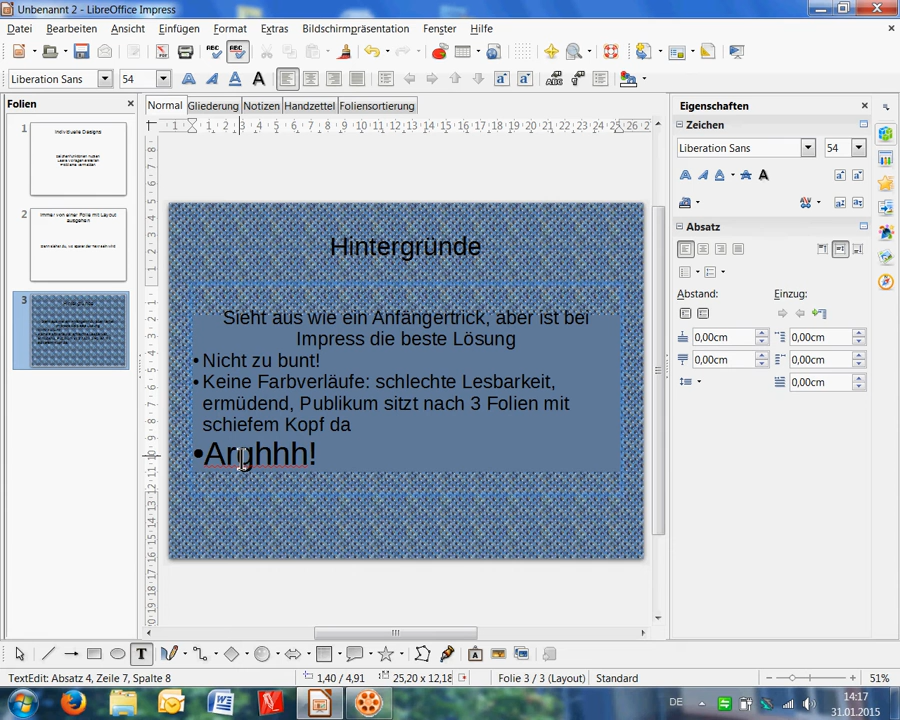 Unbenannt 2 - LibreOffice Impress
Datei Bearbeiten Ansicht Einfügen Format Extras Bildschirmpräsentation Fenster Hilfe
Liberation Sans 54
Folien
Normal Gliederung Notizen Handzettel Foliensortierung
Eigenschaften
Zeichen
Liberation Sans 54
Absatz
Abstand: Einzug:
0,00cm 0,00cm
0,00cm 0,00cm
0,00cm
1
Individuelle Designs
2
Immer von einer Folie mit Layout
ausgehen
3
Hintergründe
Hintergründe
Sieht aus wie ein Anfängertrick, aber ist bei
Impress die beste Lösung
•Nicht zu bunt!
•Keine Farbverläufe: schlechte Lesbarkeit,
ermüdend, Publikum sitzt nach 3 Folien mit
schiefem Kopf da
•Arghhh!
TextEdit: Absatz 4, Zeile 7, Spalte 8 1,40 / 4,91 25,20 x 12,18 Folie 3 / 3 (Layout) Standard 51%
DE 14:17
31.01.2015